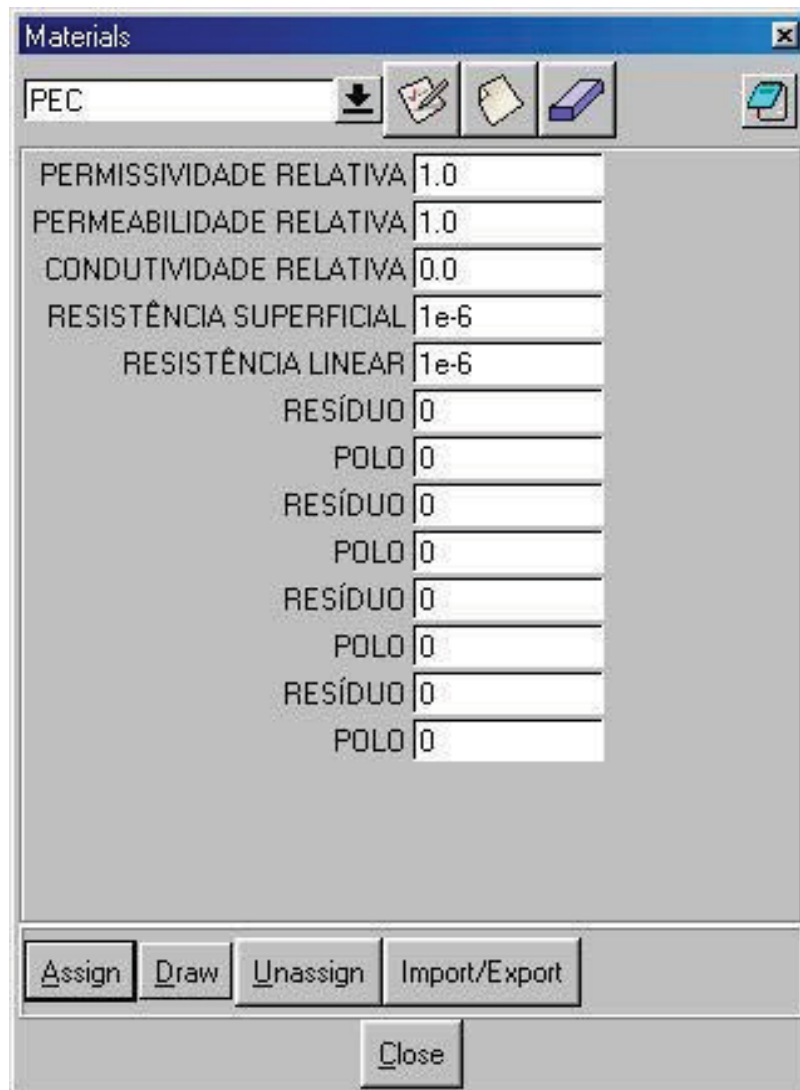 Materials
PEC
PERMISSIVIDADE RELATIVA 1.0
PERMEABILIDADE RELATIVA 1.0
CONDUTIVIDADE RELATIVA 0.0
RESISTÊNCIA SUPERFICIAL 1e-6
RESISTÊNCIA LINEAR 1e-6
RESÍDUO 0
POLO 0
RESÍDUO 0
POLO 0
RESÍDUO 0
POLO 0
RESÍDUO 0
POLO 0
Assign Draw Unassign Import/Export
Close